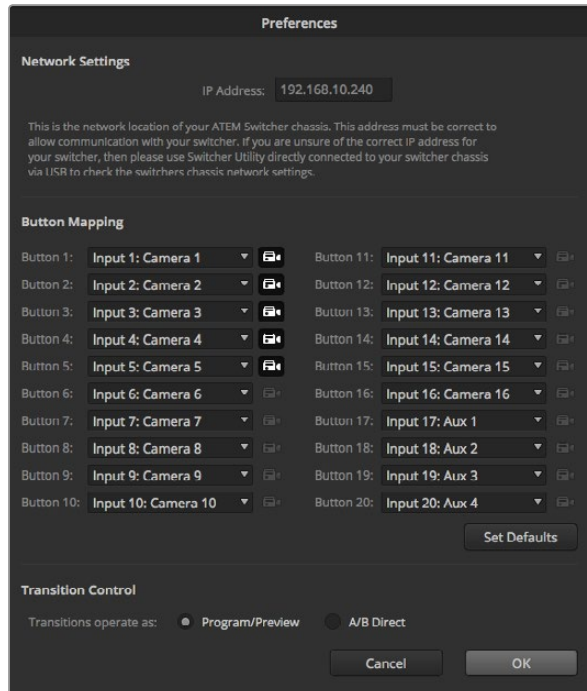 Preferences
Network Settings
IP Address: 192.168.10.240
This is the network location of your ATEM Switcher chassis. This address must be correct to
allow communication with your switcher. If you are unsure of the correct IP address for
your switcher, then please use Switcher Utility directly connected to your switcher chassis
via USB to check the switchers chassis network settings.
Button Mapping
Button 1: Input 1: Camera 1
Button 2: Input 2: Camera 2
Button 3: Input 3: Camera 3
Button 4: Input 4: Camera 4
Button 5: Input 5: Camera 5
Button 6: Input 6: Camera 6
Button 7: Input 7: Camera 7
Button 8: Input 8: Camera 8
Button 9: Input 9: Camera 9
Button 10: Input 10: Camera 10
Button 11: Input 11: Camera 11
Button 12: Input 12: Camera 12
Button 13: Input 13: Camera 13
Button 14: Input 14: Camera 14
Button 15: Input 15: Camera 15
Button 16: Input 16: Camera 16
Button 17: Input 17: Aux 1
Button 18: Input 18: Aux 2
Button 19: Input 19: Aux 3
Button 20: Input 20: Aux 4
Set Defaults
Transition Control
Transitions operate as: Program/Preview A/B Direct
Cancel OK